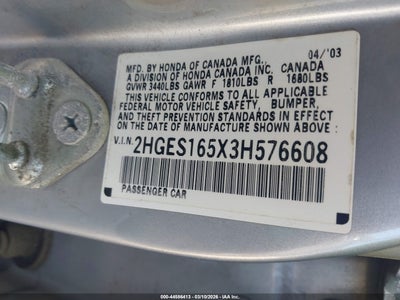 MFD. BY HONDA OF CANADA MFG., 04/'03
A DIVISION OF HONDA CANADA INC. CANADA
GVWR 3440LBS GAWR F 1810LBS R 1680LBS
THIS VEHICLE CONFORMS TO ALL APPLICABLE
FEDERAL MOTOR VEHICLE SAFETY, BUMPER,
AND THEFT PREVENTION STANDARDS IN EFFECT
ON THE DATE OF MANUFACTURE SHOWN ABOVE:
V.I.N. 2HGES165X3H576608
PASSENGER CAR
000-44586413 - 03/10/2026 - IAA Inc.